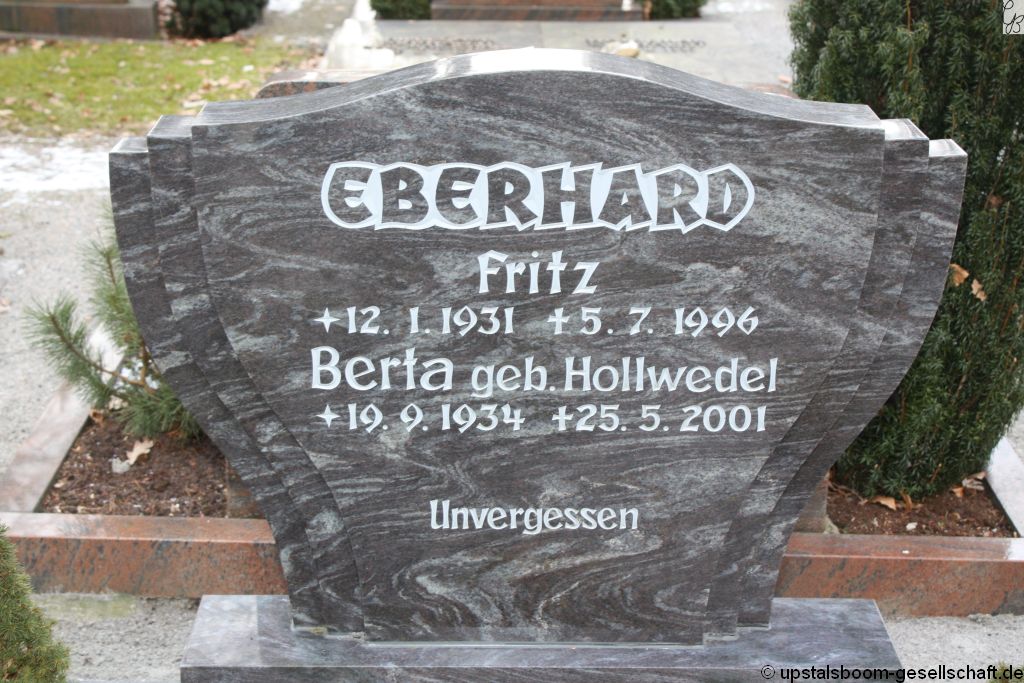 EBERHARD
Fritz
✦12. 1. 1931 ✝5. 7. 1996
Berta geb. Hollwedel
✦19. 9. 1934 ✝25. 5. 2001
Unvergessen
© upstalsboom-gesellschaft.de